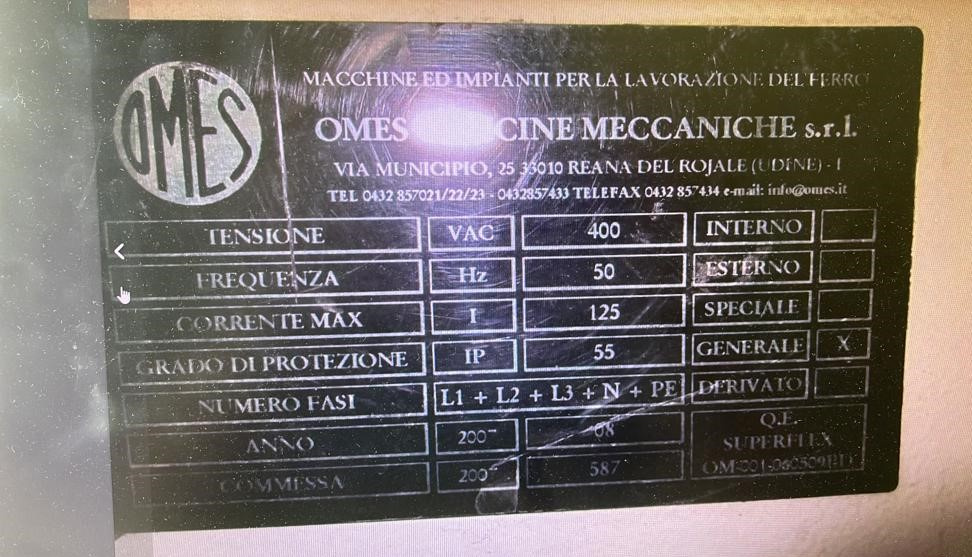 OMES
MACCHINE ED IMPIANTI PER LA LAVORAZIONE DEL FERRO
OMES CINE MECCANICHE s.r.l.
VIA MUNICIPIO, 25 33010 REANA DEL ROJALE (UDINE) - I
TEL 0432 857021/22/23 - 0432857433 TELEFAX 0432 857434 e-mail: info@omes.it
TENSIONE VAC 400 INTERNO
FREQUENZA Hz 50 ESTERNO
CORRENTE MAX I 125 SPECIALE
GRADO DI PROTEZIONE IP 55 GENERALE X
NUMERO FASI L1 + L2 + L3 + N + PE DERIVATO
ANNO 2007 08 Q.E.
SUPERFLEX
COMMESSA 2007 587